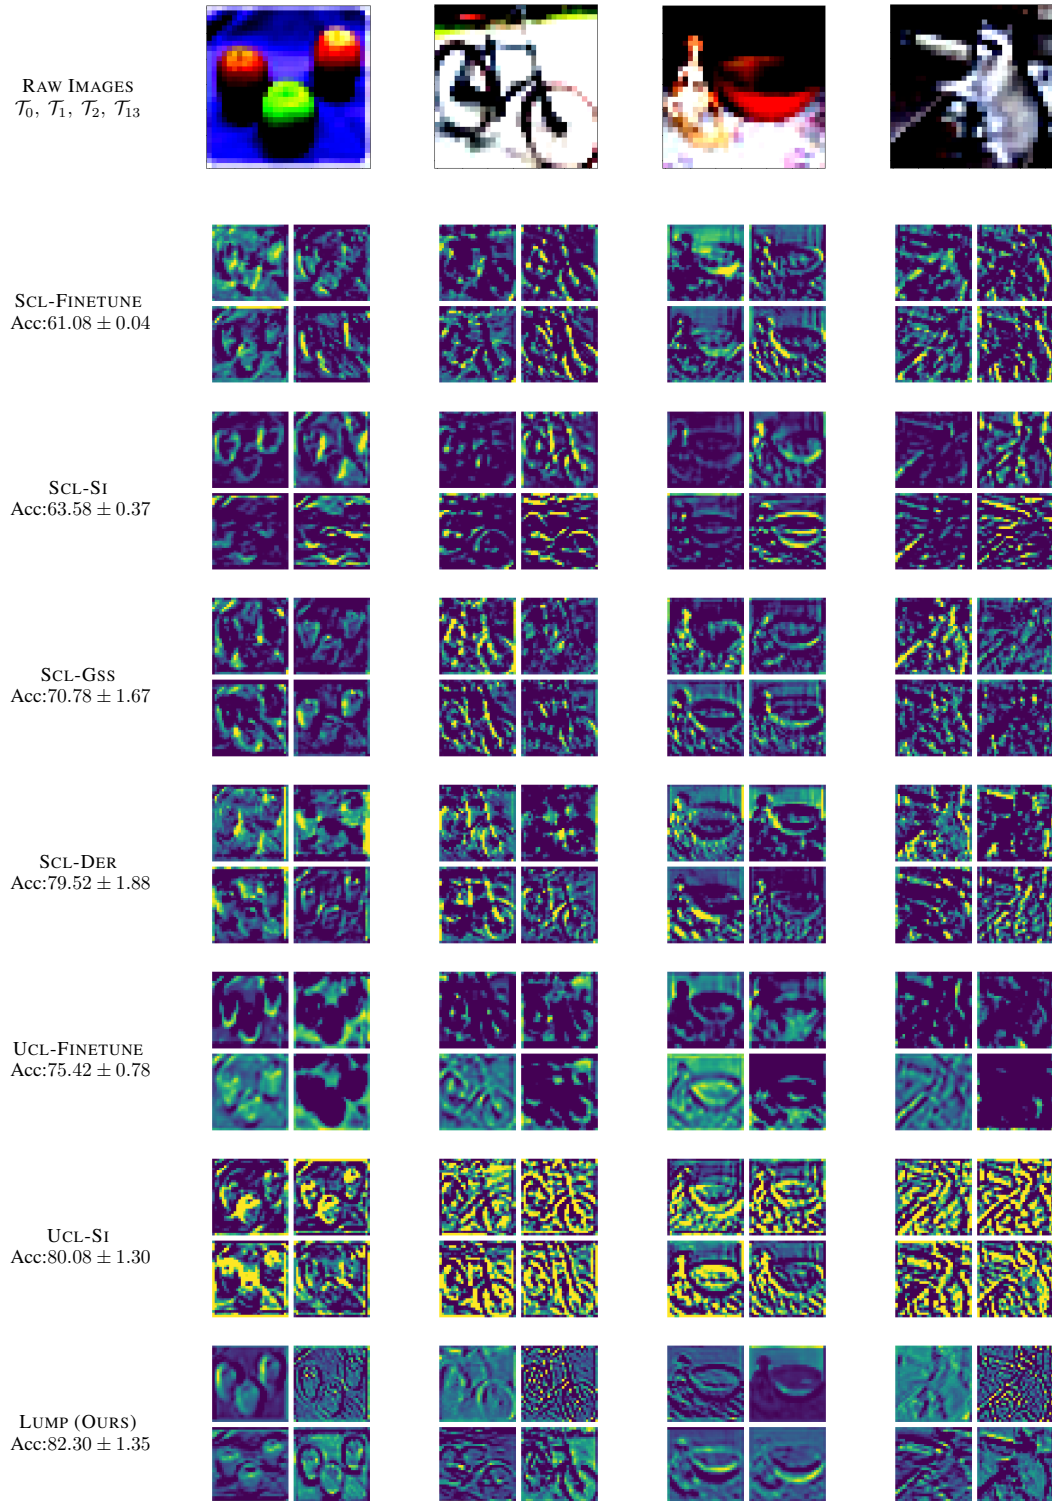 RAW IMAGES
𝒯₀, 𝒯₁, 𝒯₂, 𝒯₁₃
SCL-FINETUNE
Acc:61.08 ± 0.04
SCL-SI
Acc:63.58 ± 0.37
SCL-GSS
Acc:70.78 ± 1.67
SCL-DER
Acc:79.52 ± 1.88
UCL-FINETUNE
Acc:75.42 ± 0.78
UCL-SI
Acc:80.08 ± 1.30
LUMP (OURS)
Acc:82.30 ± 1.35